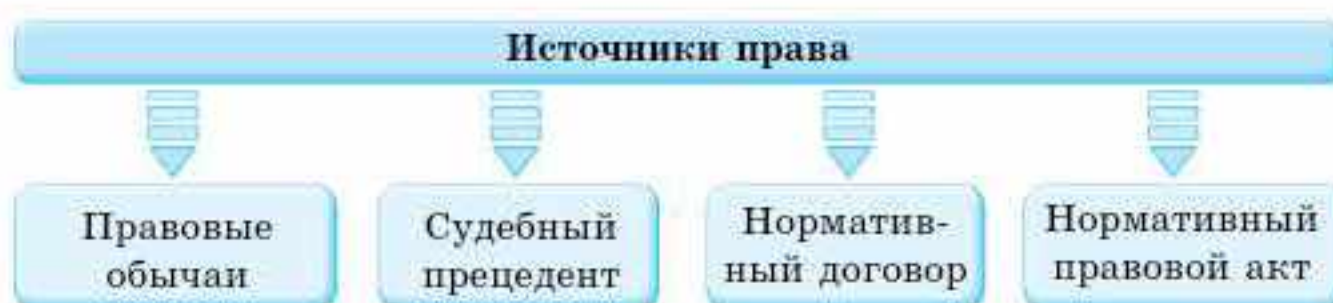 Источники права
Правовые
обычаи
Судебный
прецедент
Норматив-
ный договор
Нормативный
правовой акт